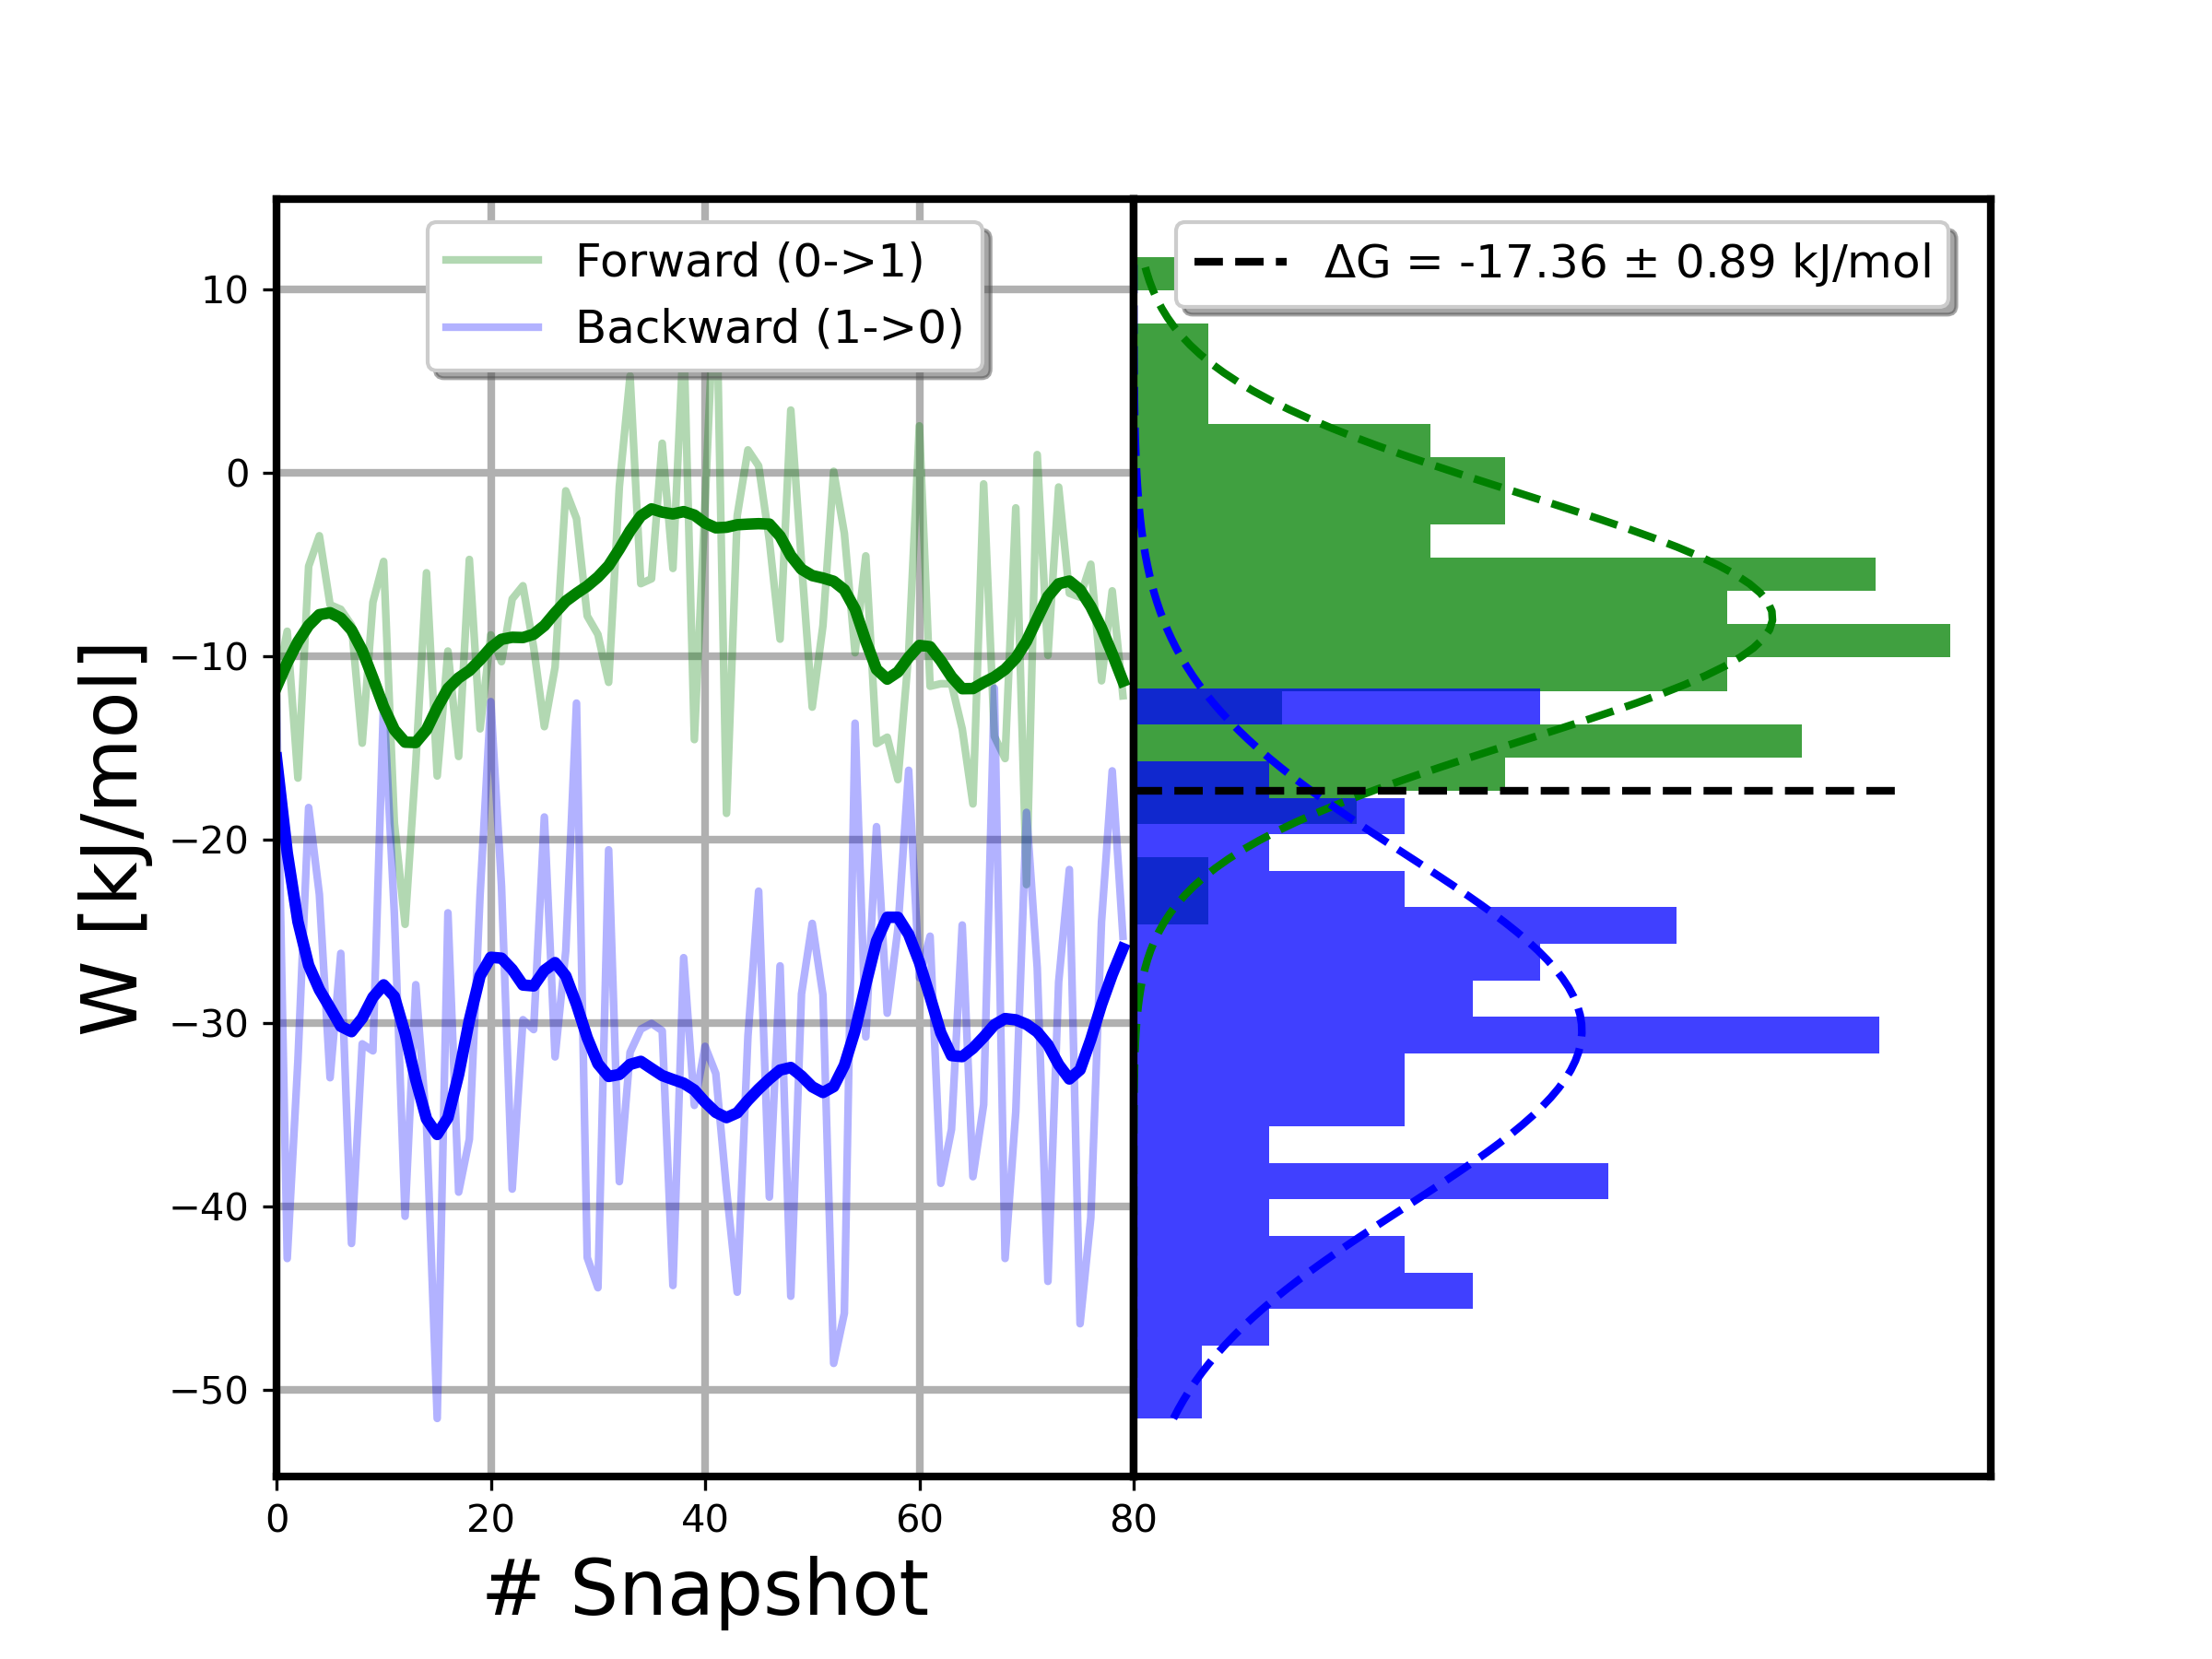 Forward (0->1)
Backward (1->0)
ΔG = -17.36 ± 0.89 kJ/mol
W [kJ/mol]
10
0
−10
−20
−30
−40
−50
0 20 40 60 80
# Snapshot